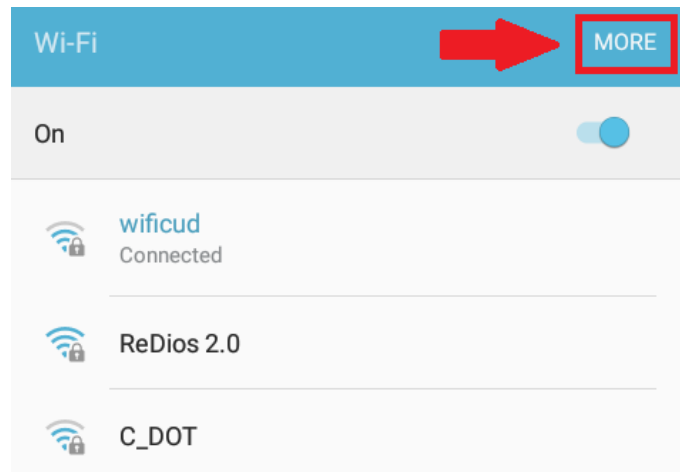 Wi-Fi MORE
On
wificud
Connected
ReDios 2.0
C_DOT